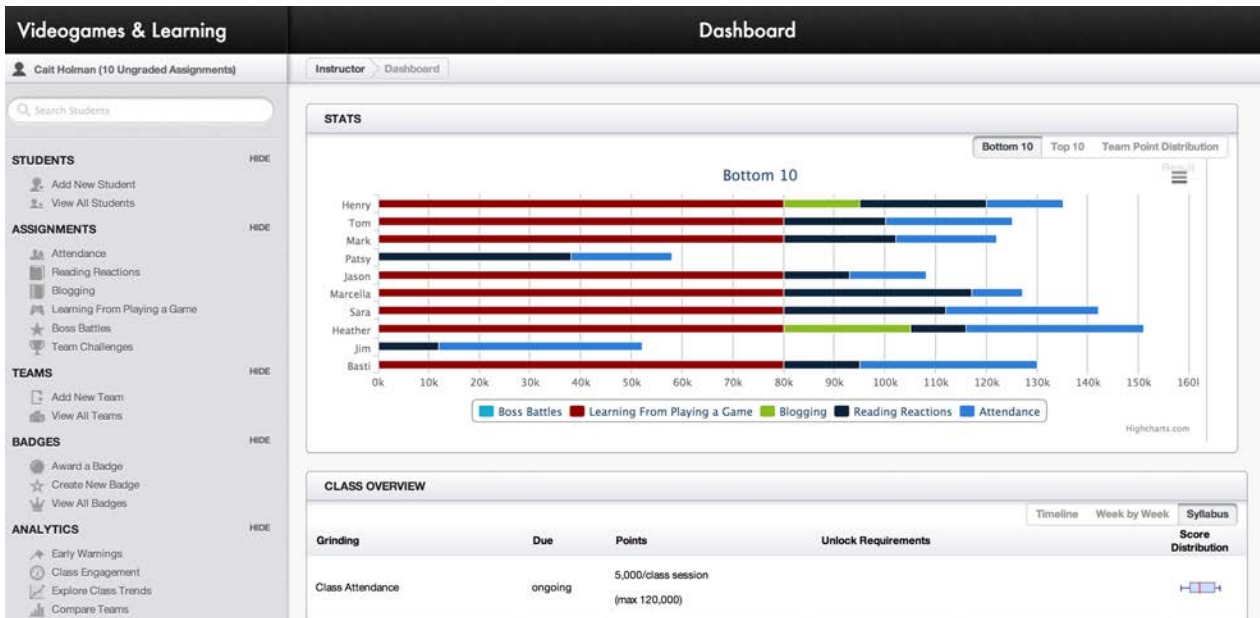 Videogames & Learning
Dashboard
Cait Holman (10 Ungraded Assignments)
Instructor Dashboard
Search Students
STUDENTS HIDE
Add New Student
View All Students
ASSIGNMENTS HIDE
Attendance
Reading Reactions
Blogging
Learning From Playing a Game
Boss Battles
Team Challenges
TEAMS HIDE
Add New Team
View All Teams
BADGES HIDE
Award a Badge
Create New Badge
View All Badges
ANALYTICS HIDE
Early Warnings
Class Engagement
Explore Class Trends
Compare Teams
STATS
Bottom 10 Top 10 Team Point Distribution
Bottom 10
Henry
Tom
Mark
Patsy
Jason
Marcella
Sara
Heather
Jim
Basti
0k 10k 20k 30k 40k 50k 60k 70k 80k 90k 100k 110k 120k 130k 140k 150k
Boss Battles Learning From Playing a Game Blogging Reading Reactions Attendance
Highcharts.com
CLASS OVERVIEW
Timeline Week by Week Syllabus
Grinding Due Points Unlock Requirements Score
Distribution
Class Attendance ongoing 5,000/class session
(max 120,000)